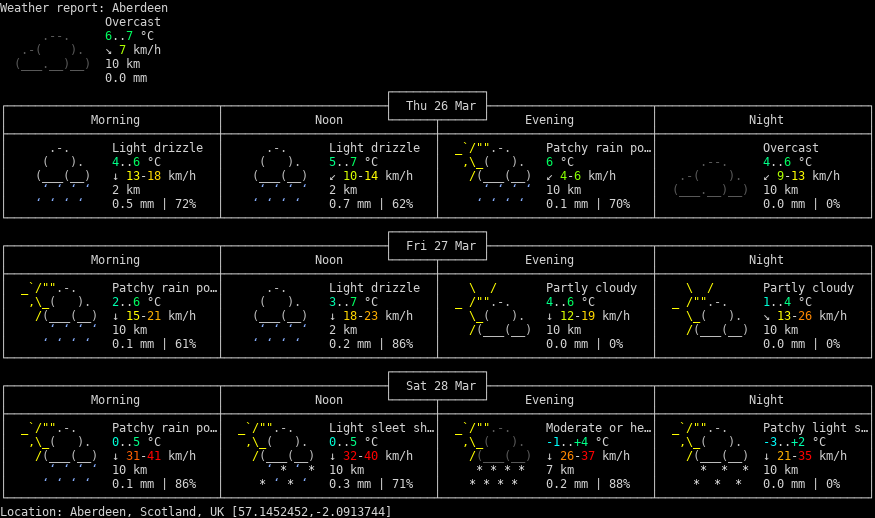 Weather report: Aberdeen
Overcast
6..7 °C
↘ 7 km/h
10 km
0.0 mm
Thu 26 Mar
Morning Noon Evening Night
Light drizzle Light drizzle Patchy rain po… Overcast
4..6 °C 5..7 °C 6 °C 4..6 °C
↓ 13-18 km/h ↙ 10-14 km/h ↙ 4-6 km/h ↙ 9-13 km/h
2 km 2 km 10 km 10 km
0.5 mm | 72% 0.7 mm | 62% 0.1 mm | 70% 0.0 mm | 0%
Fri 27 Mar
Morning Noon Evening Night
Patchy rain po… Light drizzle Partly cloudy Partly cloudy
2..6 °C 3..7 °C 4..6 °C 1..4 °C
↓ 15-21 km/h ↓ 18-23 km/h ↓ 12-19 km/h ↘ 13-26 km/h
10 km 2 km 10 km 10 km
0.1 mm | 61% 0.2 mm | 86% 0.0 mm | 0% 0.0 mm | 0%
Sat 28 Mar
Morning Noon Evening Night
Patchy rain po… Light sleet sh… Moderate or he… Patchy light s…
0..5 °C 0..5 °C -1..+4 °C -3..+2 °C
↓ 31-41 km/h ↓ 32-40 km/h ↓ 26-37 km/h ↓ 21-35 km/h
10 km 10 km 7 km 10 km
0.1 mm | 86% 0.3 mm | 71% 0.2 mm | 88% 0.0 mm | 0%
Location: Aberdeen, Scotland, UK [57.1452452,-2.0913744]